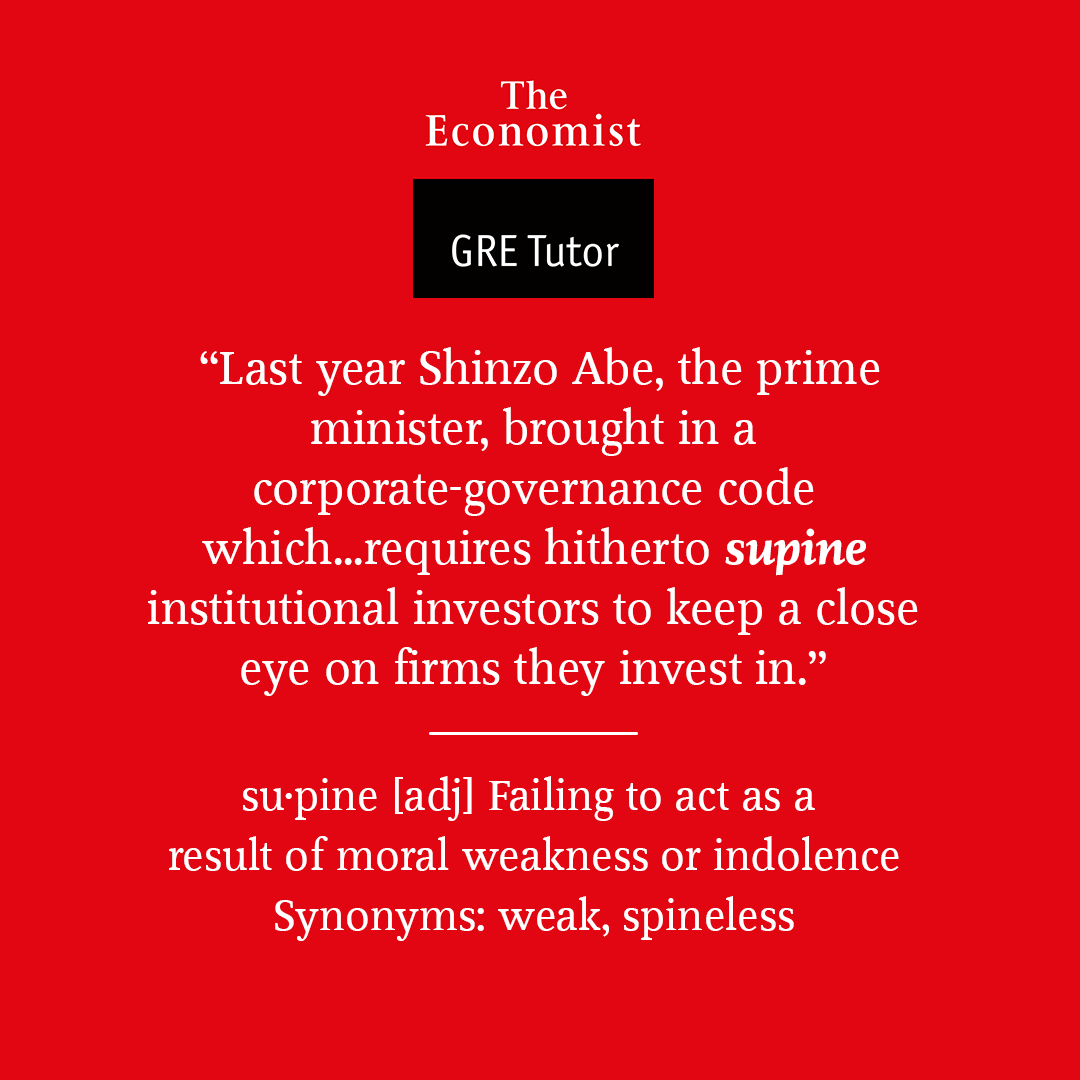 The
Economist
GRE Tutor
“Last year Shinzo Abe, the prime
minister, brought in a
corporate-governance code
which...requires hitherto supine
institutional investors to keep a close
eye on firms they invest in.”
su·pine [adj] Failing to act as a
result of moral weakness or indolence
Synonyms: weak, spineless